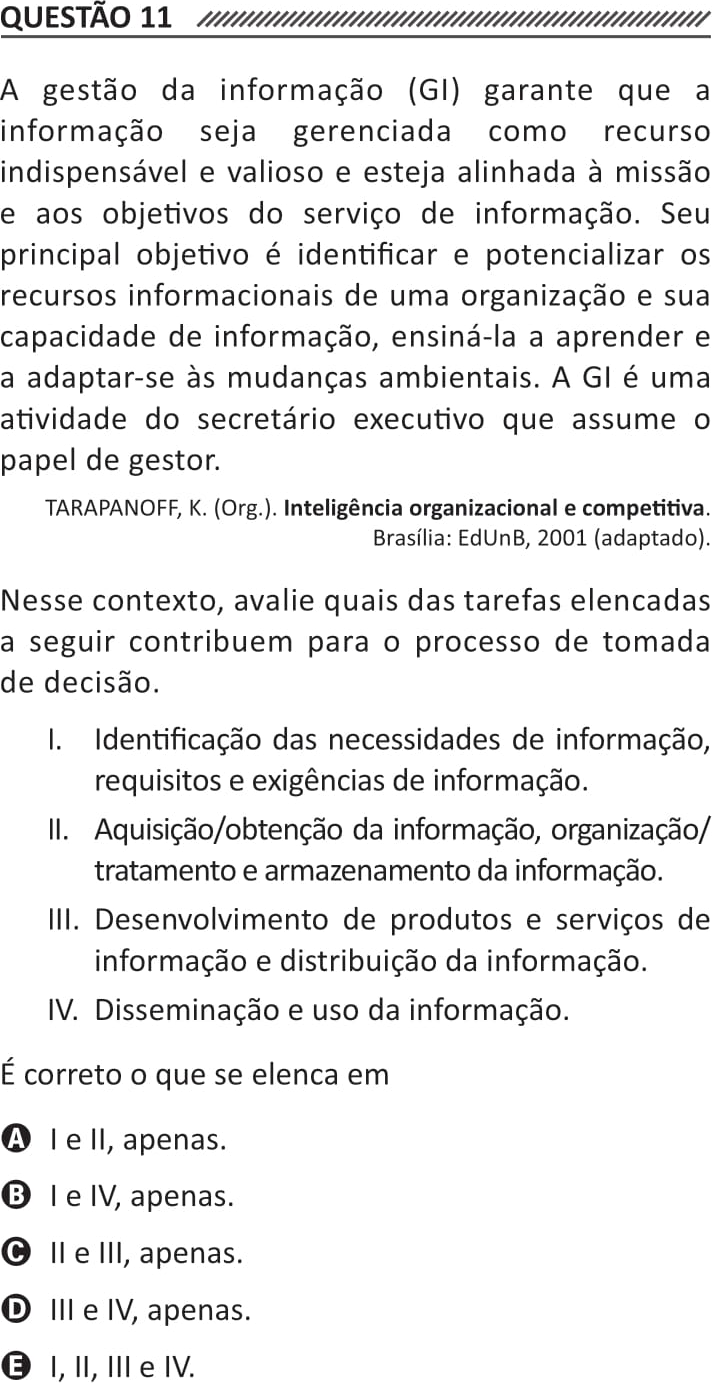 QUESTÃO 11
A gestão da informação (GI) garante que a
informação seja gerenciada como recurso
indispensável e valioso e esteja alinhada à missão
e aos objetivos do serviço de informação. Seu
principal objetivo é identificar e potencializar os
recursos informacionais de uma organização e sua
capacidade de informação, ensiná-la a aprender e
a adaptar-se às mudanças ambientais. A GI é uma
atividade do secretário executivo que assume o
papel de gestor.
TARAPANOFF, K. (Org.). Inteligência organizacional e competitiva.
Brasília: EdUnB, 2001 (adaptado).
Nesse contexto, avalie quais das tarefas elencadas
a seguir contribuem para o processo de tomada
de decisão.
I. Identificação das necessidades de informação,
requisitos e exigências de informação.
II. Aquisição/obtenção da informação, organização/
tratamento e armazenamento da informação.
III. Desenvolvimento de produtos e serviços de
informação e distribuição da informação.
IV. Disseminação e uso da informação.
É correto o que se elenca em
A I e II, apenas.
B I e IV, apenas.
C II e III, apenas.
D III e IV, apenas.
E I, II, III e IV.